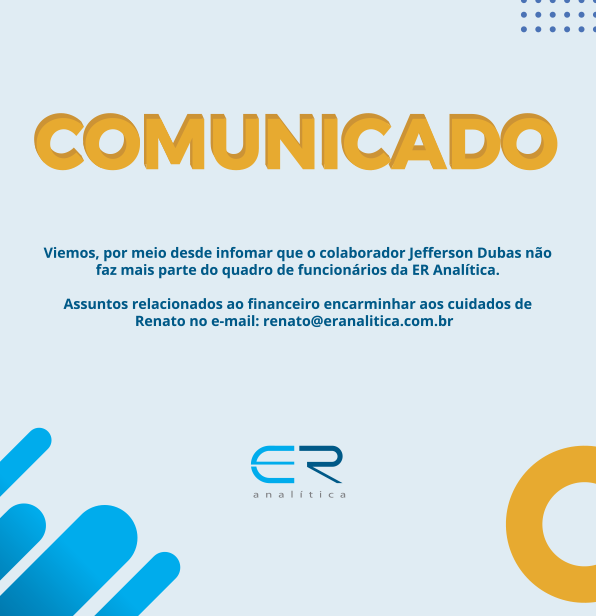 COMUNICADO
Viemos, por meio desde infomar que o colaborador Jefferson Dubas não
faz mais parte do quadro de funcionários da ER Analítica.
Assuntos relacionados ao financeiro encarminhar aos cuidados de
Renato no e-mail: renato@eranalitica.com.br
ER
analítica